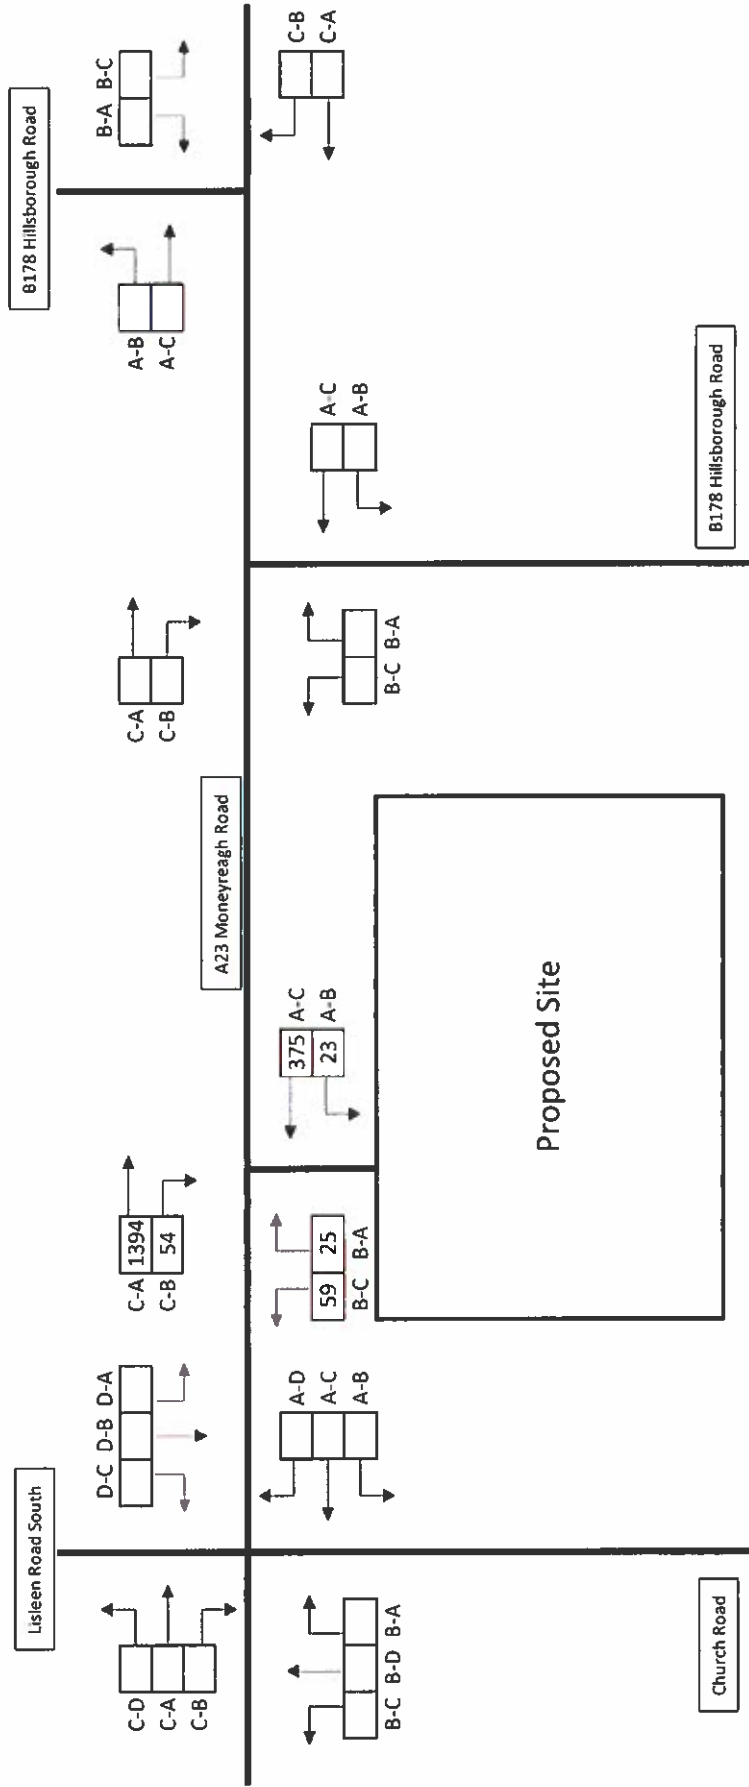 Lisleen Road South
B178 Hillsborough Road
D-C D-B D-A
B-A B-C
C-D
C-A
C-B
C-A 1394
C-B 54
C-A
C-B
A-B
A-C
A23 Moneyreagh Road
A-D
A-C
A-B
375 A-C
23 A-B
C-B
C-A
A-C
A-B
59 25
B-C B-A
B-C B-A
B-C B-D B-A
Proposed Site
Church Road
B178 Hillsborough Road